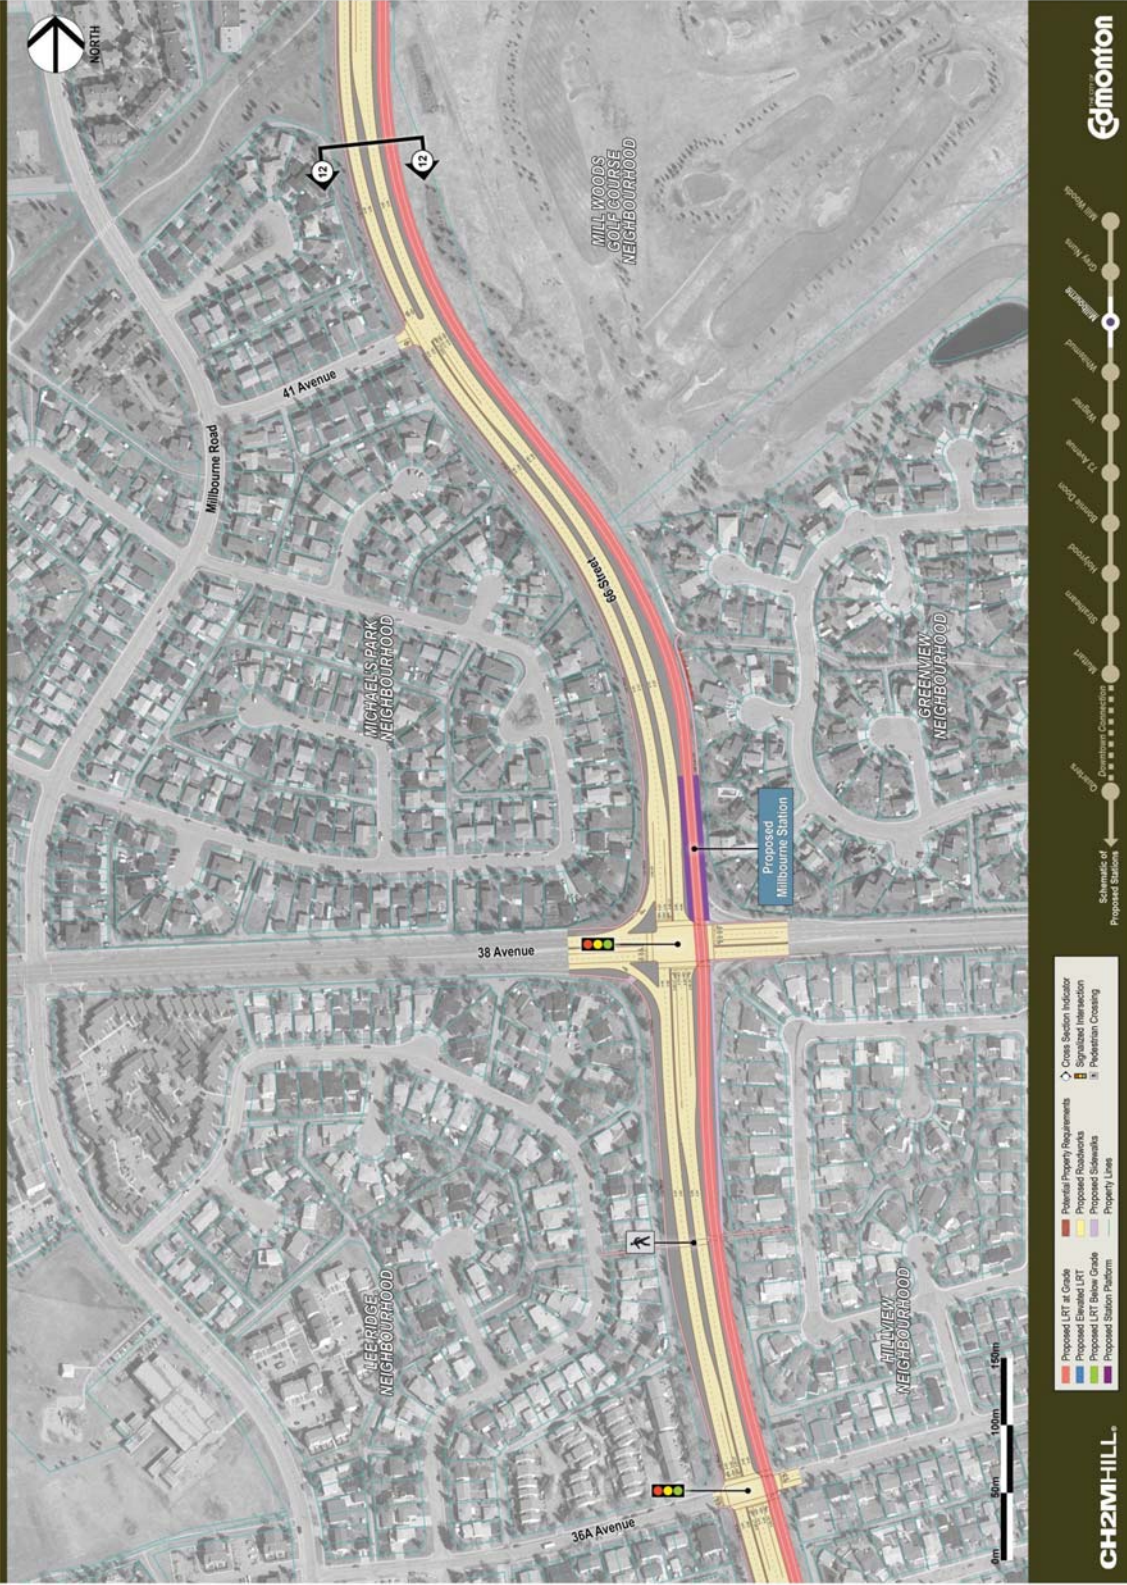 NORTH
12
12
MILL WOODS
GOLF COURSE
NEIGHBOURHOOD
41 Avenue
Millbourne Road
66 Street
MICHAEL'S PARK
NEIGHBOURHOOD
GREENVIEW
NEIGHBOURHOOD
Proposed
Millbourne Station
38 Avenue
LEE RIDGE
NEIGHBOURHOOD
HILLVIEW
NEIGHBOURHOOD
36A Avenue
0m
50m
100m
150m
CH2MHILL®
Proposed LRT at Grade
Proposed Elevated LRT
Proposed LRT Below Grade
Proposed Station Platform
Potential Property Requirements
Proposed Roadworks
Proposed Sidewalks
Property Lines
Cross Section Indicator
Signalized Intersection
Pedestrian Crossing
Schematic of
Proposed Stations
Quarters
Downtown Connection
Muttart
Strathearn
Holyrood
Bonnie Doon
73 Avenue
Wagner
Whitemud
Millbourne
Grey Nuns
Mill Woods
THE CITY OF
Edmonton